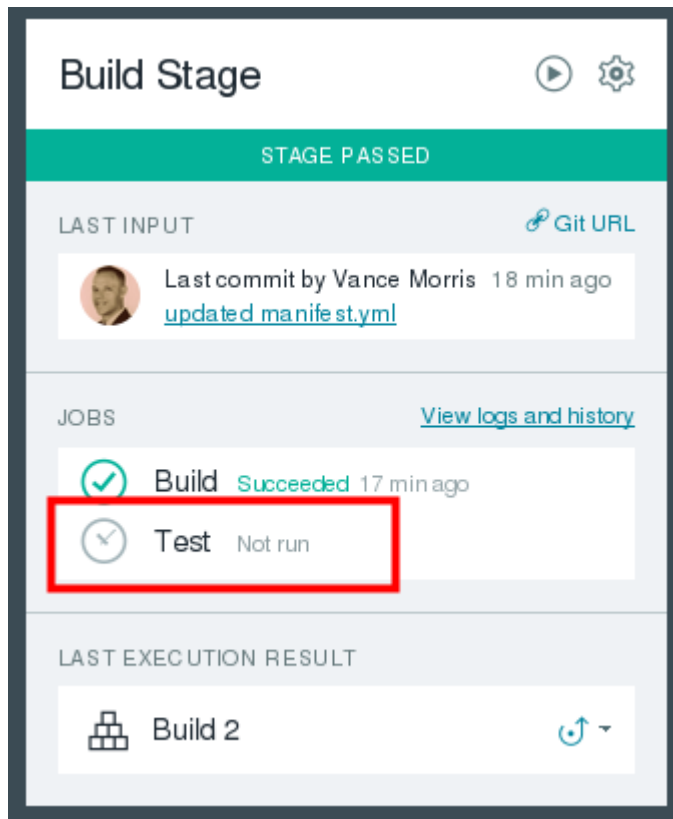 Build Stage
STAGE PASSED
LAST INPUT Git URL
Last commit by Vance Morris 18 min ago
updated manifest.yml
JOBS View logs and history
Build Succeeded 17 min ago
Test Not run
LAST EXECUTION RESULT
Build 2